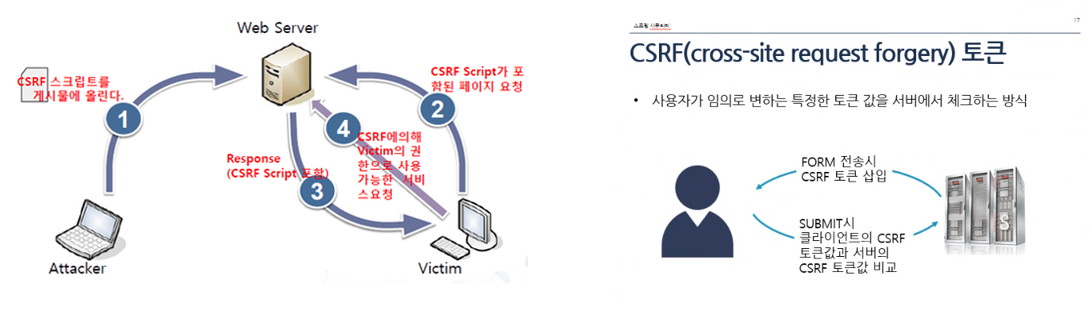 Web Server
CSRF 스크립트를
게시물에 올린다.
1
CSRF Script가 포
함된 페이지 요청
2
4
CSRF에의해
Victim의 권
한으로 사용
가능한 서비
스요청
Response
(CSRF Script 포함)
3
Attacker
Victim
스프링 시큐리티
17
CSRF(cross-site request forgery) 토큰
• 사용자가 임의로 변하는 특정한 토큰 값을 서버에서 체크하는 방식
FORM 전송시
CSRF 토큰 삽입
SUBMIT시
클라이언트의 CSRF
토큰값과 서버의
CSRF 토큰값 비교
S